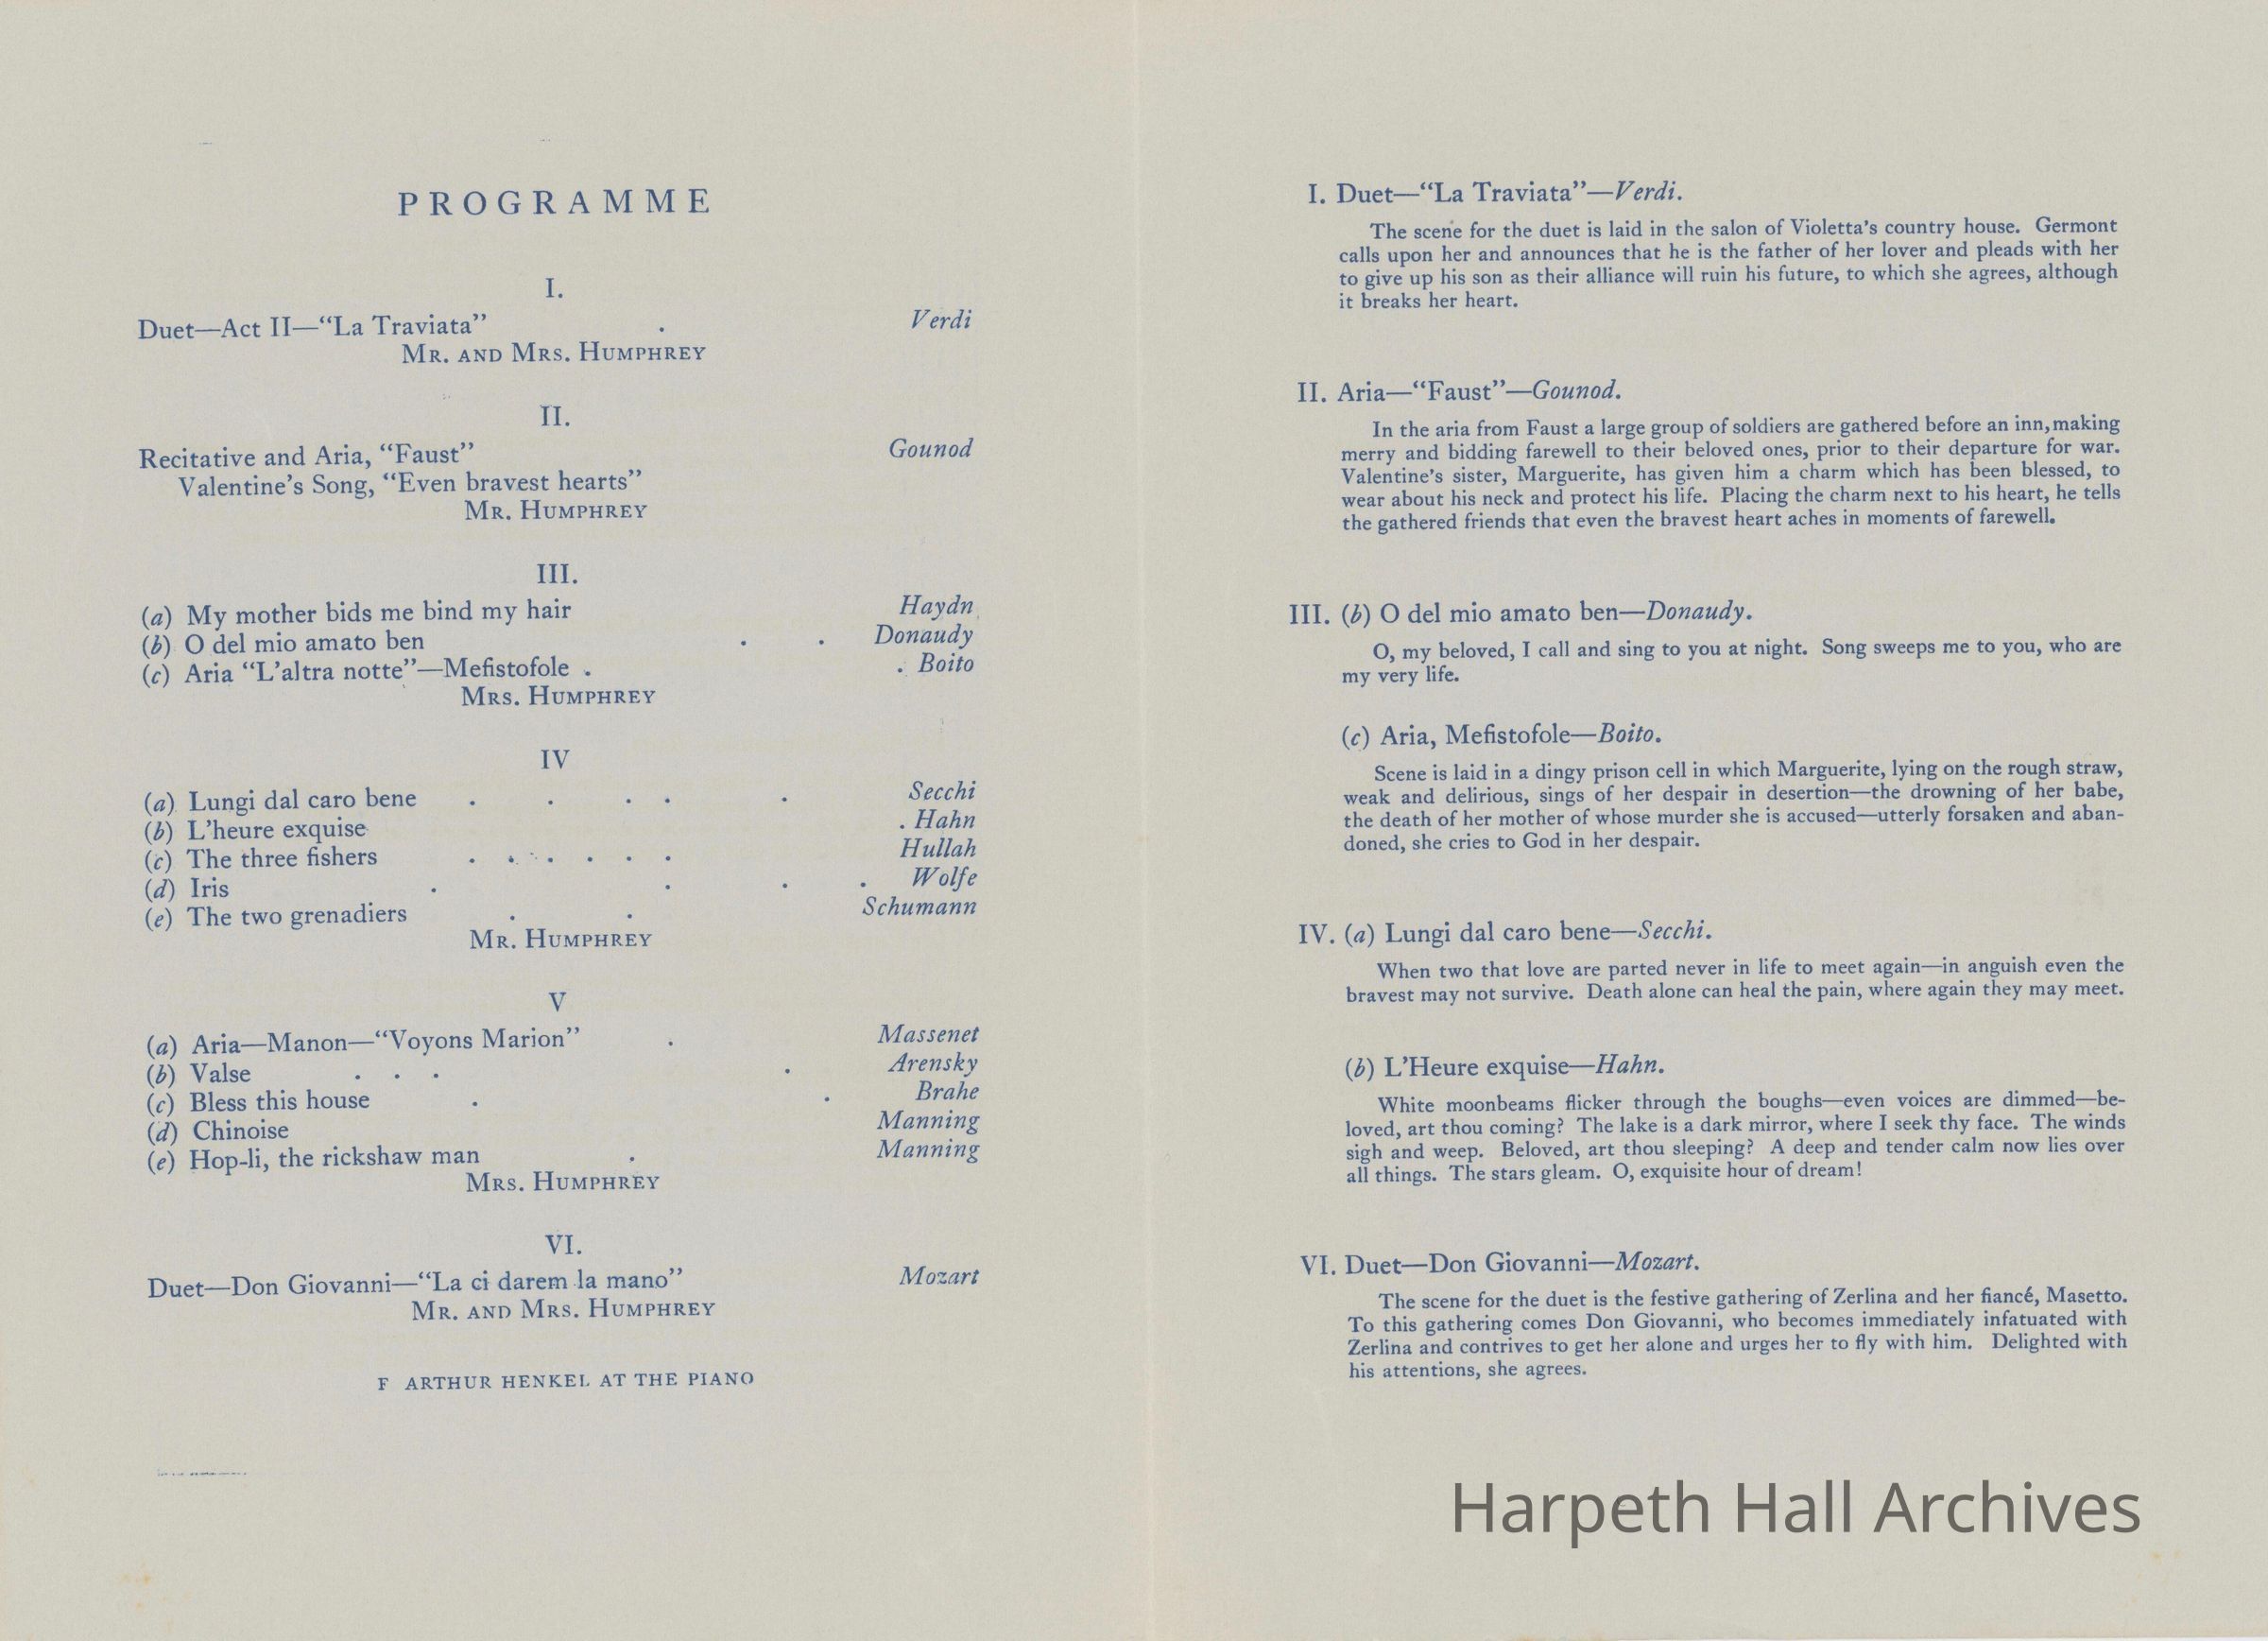 PROGRAMME
I.
Duet—Act II—“La Traviata” . Verdi
Mr. and Mrs. Humphrey
II.
Recitative and Aria, “Faust” Gounod
Valentine’s Song, “Even bravest hearts”
Mr. Humphrey
III.
(a) My mother bids me bind my hair Haydn
(b) O del mio amato ben . . Donaudy
(c) Aria “L’altra notte”—Mefistofole . . Boito
Mrs. Humphrey
IV
(a) Lungi dal caro bene . . . . . Secchi
(b) L’heure exquise . Hahn
(c) The three fishers . . . . . . Hullah
(d) Iris . . . . Wolfe
(e) The two grenadiers . . Schumann
Mr. Humphrey
V
(a) Aria—Manon—“Voyons Marion” . Massenet
(b) Valse . . . . Arensky
(c) Bless this house . . Brahe
(d) Chinoise Manning
(e) Hop-li, the rickshaw man . Manning
Mrs. Humphrey
VI.
Duet—Don Giovanni—“La ci darem la mano” Mozart
Mr. and Mrs. Humphrey
F ARTHUR HENKEL AT THE PIANO
I. Duet—“La Traviata”—Verdi.
The scene for the duet is laid in the salon of Violetta’s country house. Germont
calls upon her and announces that he is the father of her lover and pleads with her
to give up his son as their alliance will ruin his future, to which she agrees, although
it breaks her heart.
II. Aria—“Faust”—Gounod.
In the aria from Faust a large group of soldiers are gathered before an inn, making
merry and bidding farewell to their beloved ones, prior to their departure for war.
Valentine’s sister, Marguerite, has given him a charm which has been blessed, to
wear about his neck and protect his life. Placing the charm next to his heart, he tells
the gathered friends that even the bravest heart aches in moments of farewell.
III. (b) O del mio amato ben—Donaudy.
O, my beloved, I call and sing to you at night. Song sweeps me to you, who are
my very life.
(c) Aria, Mefistofole—Boito.
Scene is laid in a dingy prison cell in which Marguerite, lying on the rough straw,
weak and delirious, sings of her despair in desertion—the drowning of her babe,
the death of her mother of whose murder she is accused—utterly forsaken and aban-
doned, she cries to God in her despair.
IV. (a) Lungi dal caro bene—Secchi.
When two that love are parted never in life to meet again—in anguish even the
bravest may not survive. Death alone can heal the pain, where again they may meet.
(b) L’Heure exquise—Hahn.
White moonbeams flicker through the boughs—even voices are dimmed—be-
loved, art thou coming? The lake is a dark mirror, where I seek thy face. The winds
sigh and weep. Beloved, art thou sleeping? A deep and tender calm now lies over
all things. The stars gleam. O, exquisite hour of dream!
VI. Duet—Don Giovanni—Mozart.
The scene for the duet is the festive gathering of Zerlina and her fiancé, Masetto.
To this gathering comes Don Giovanni, who becomes immediately infatuated with
Zerlina and contrives to get her alone and urges her to fly with him. Delighted with
his attentions, she agrees.
Harpeth Hall Archives